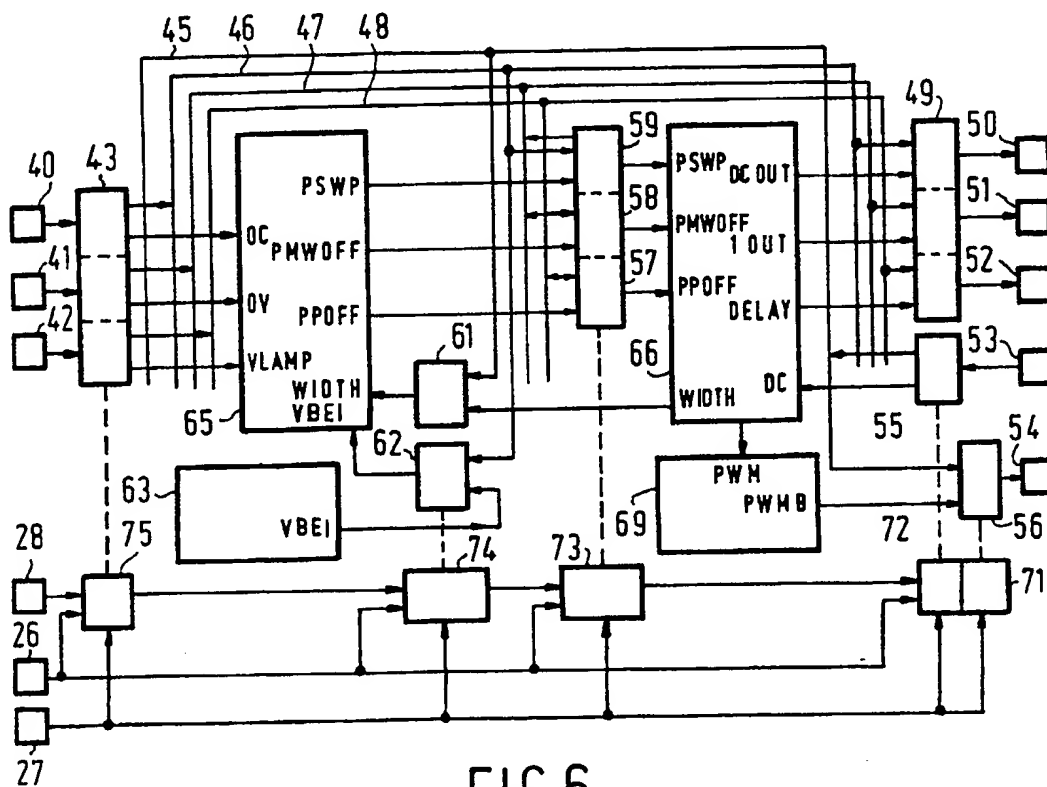 45 46 47 48
49
43
59
50
40
PSWP
PSWP
DC OUT
58
51
OC
PMWOFF
PMWOFF
1 OUT
41
57
52
OV
PPOFF
PPOFF
DELAY
42
61
VLAMP
66
53
WIDTH
WIDTH
DC
65
VBEI
62
55
54
63
PWM
VBEI
69
PWMB
56
75
74
73
72
28
71
26
27
FIG.6